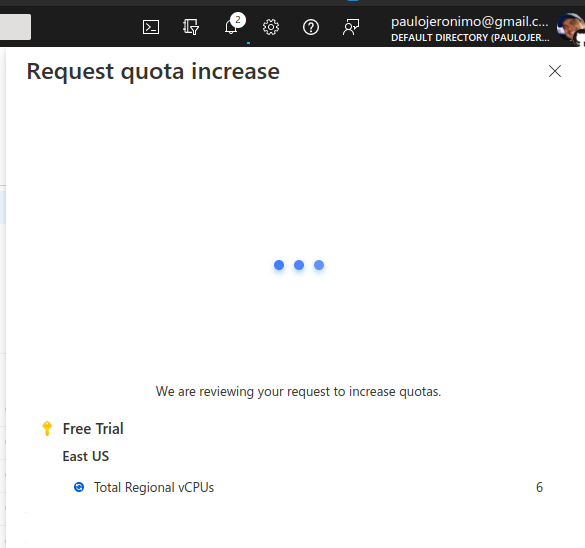 2
paulojeronimo@gmail.c...
DEFAULT DIRECTORY (PAULOJER...
Request quota increase
We are reviewing your request to increase quotas.
Free Trial
East US
Total Regional vCPUs 6